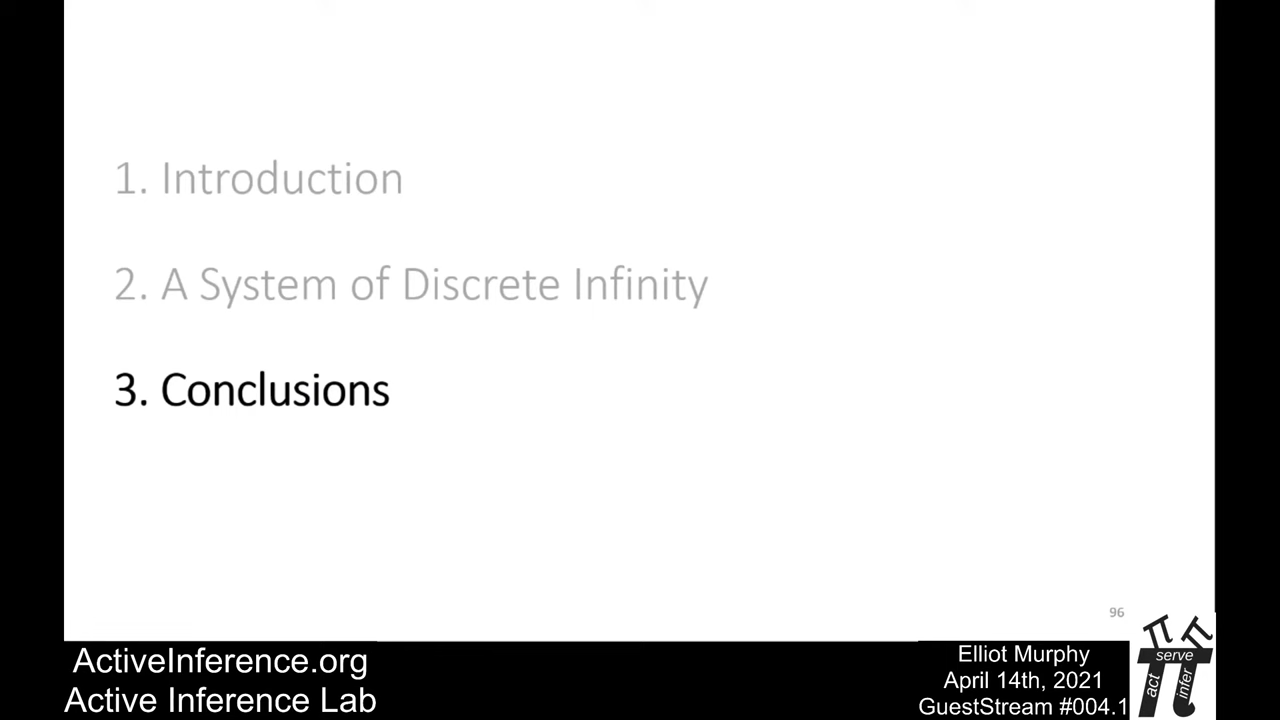 1. Introduction
2. A System of Discrete Infinity
3. Conclusions
96
ActiveInference.org
Active Inference Lab
Elliot Murphy
April 14th, 2021
GuestStream #004.1
π π
serve
act infer